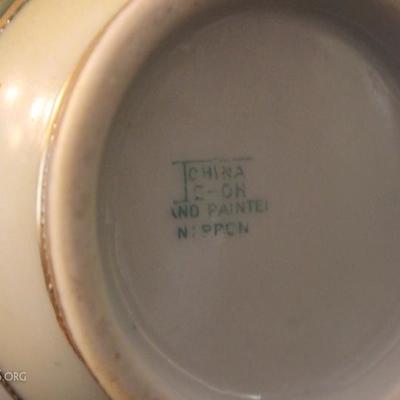 CHINA
E-OH
AND PAINTE
NIPPON
.ORG